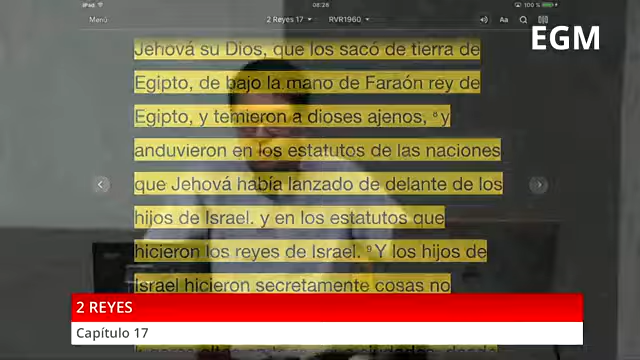 iPad
08:26
100 %
Menú
2 Reyes 17
RVR1960
Aa
EGM
Jehová su Dios, que los sacó de tierra de
Egipto, de bajo la mano de Faraón rey de
Egipto, y temieron a dioses ajenos, ⁸y
anduvieron en los estatutos de las naciones
que Jehová había lanzado de delante de los
hijos de Israel, y en los estatutos que
hicieron los reyes de Israel. ⁹Y los hijos de
Israel hicieron secretamente cosas no
2 REYES
Capítulo 17